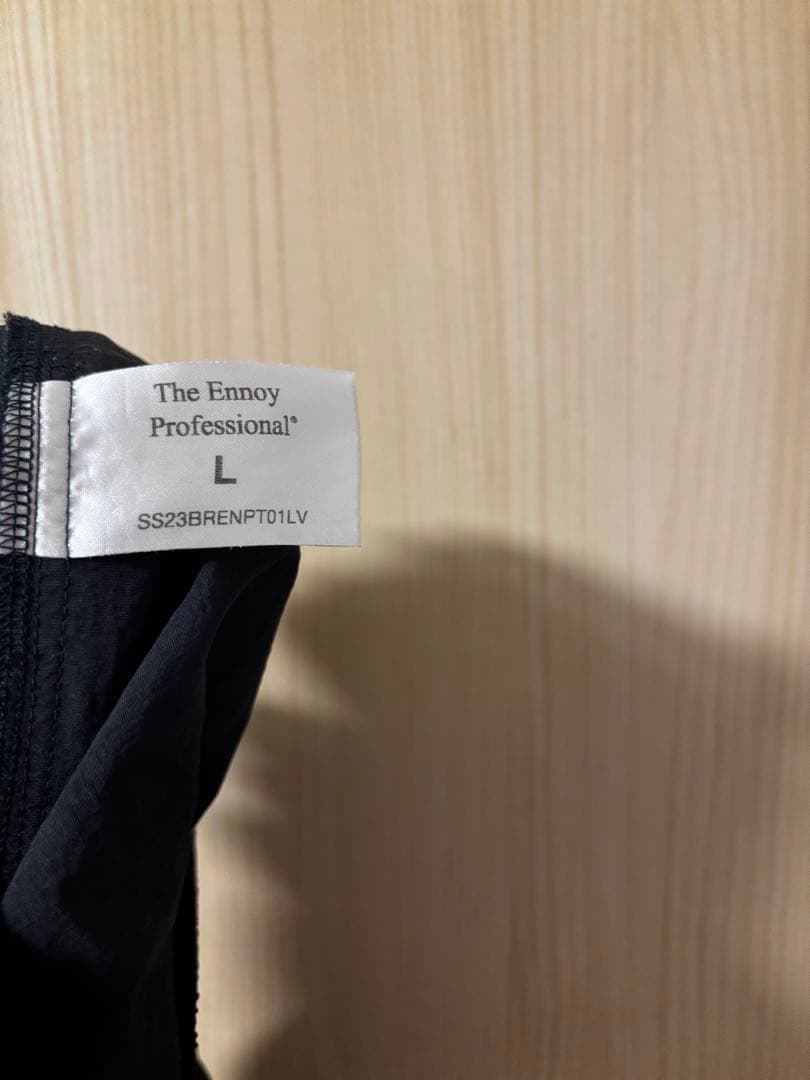 The Ennoy
Professional®
L
SS23BRENPT01LV